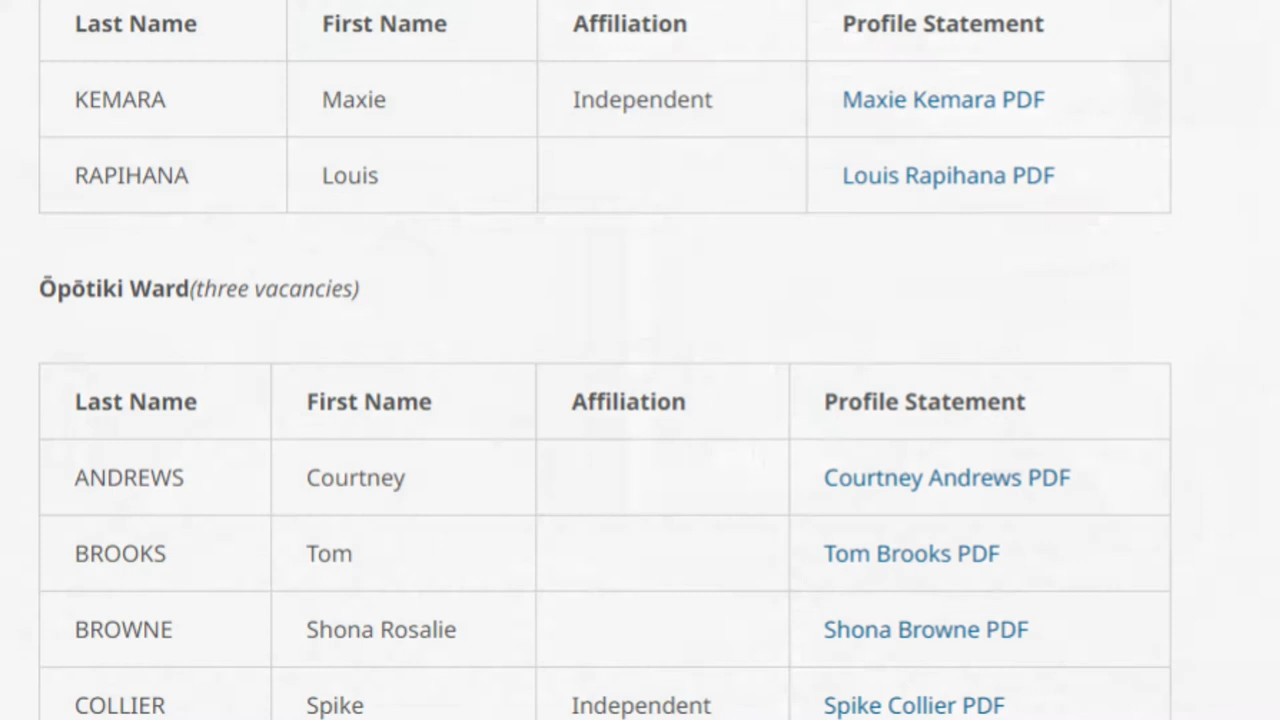 Last Name First Name Affiliation Profile Statement
KEMARA Maxie Independent Maxie Kemara PDF
RAPIHANA Louis Louis Rapihana PDF
Ōpōtiki Ward(three vacancies)
Last Name First Name Affiliation Profile Statement
ANDREWS Courtney Courtney Andrews PDF
BROOKS Tom Tom Brooks PDF
BROWNE Shona Rosalie Shona Browne PDF
COLLIER Spike Independent Spike Collier PDF